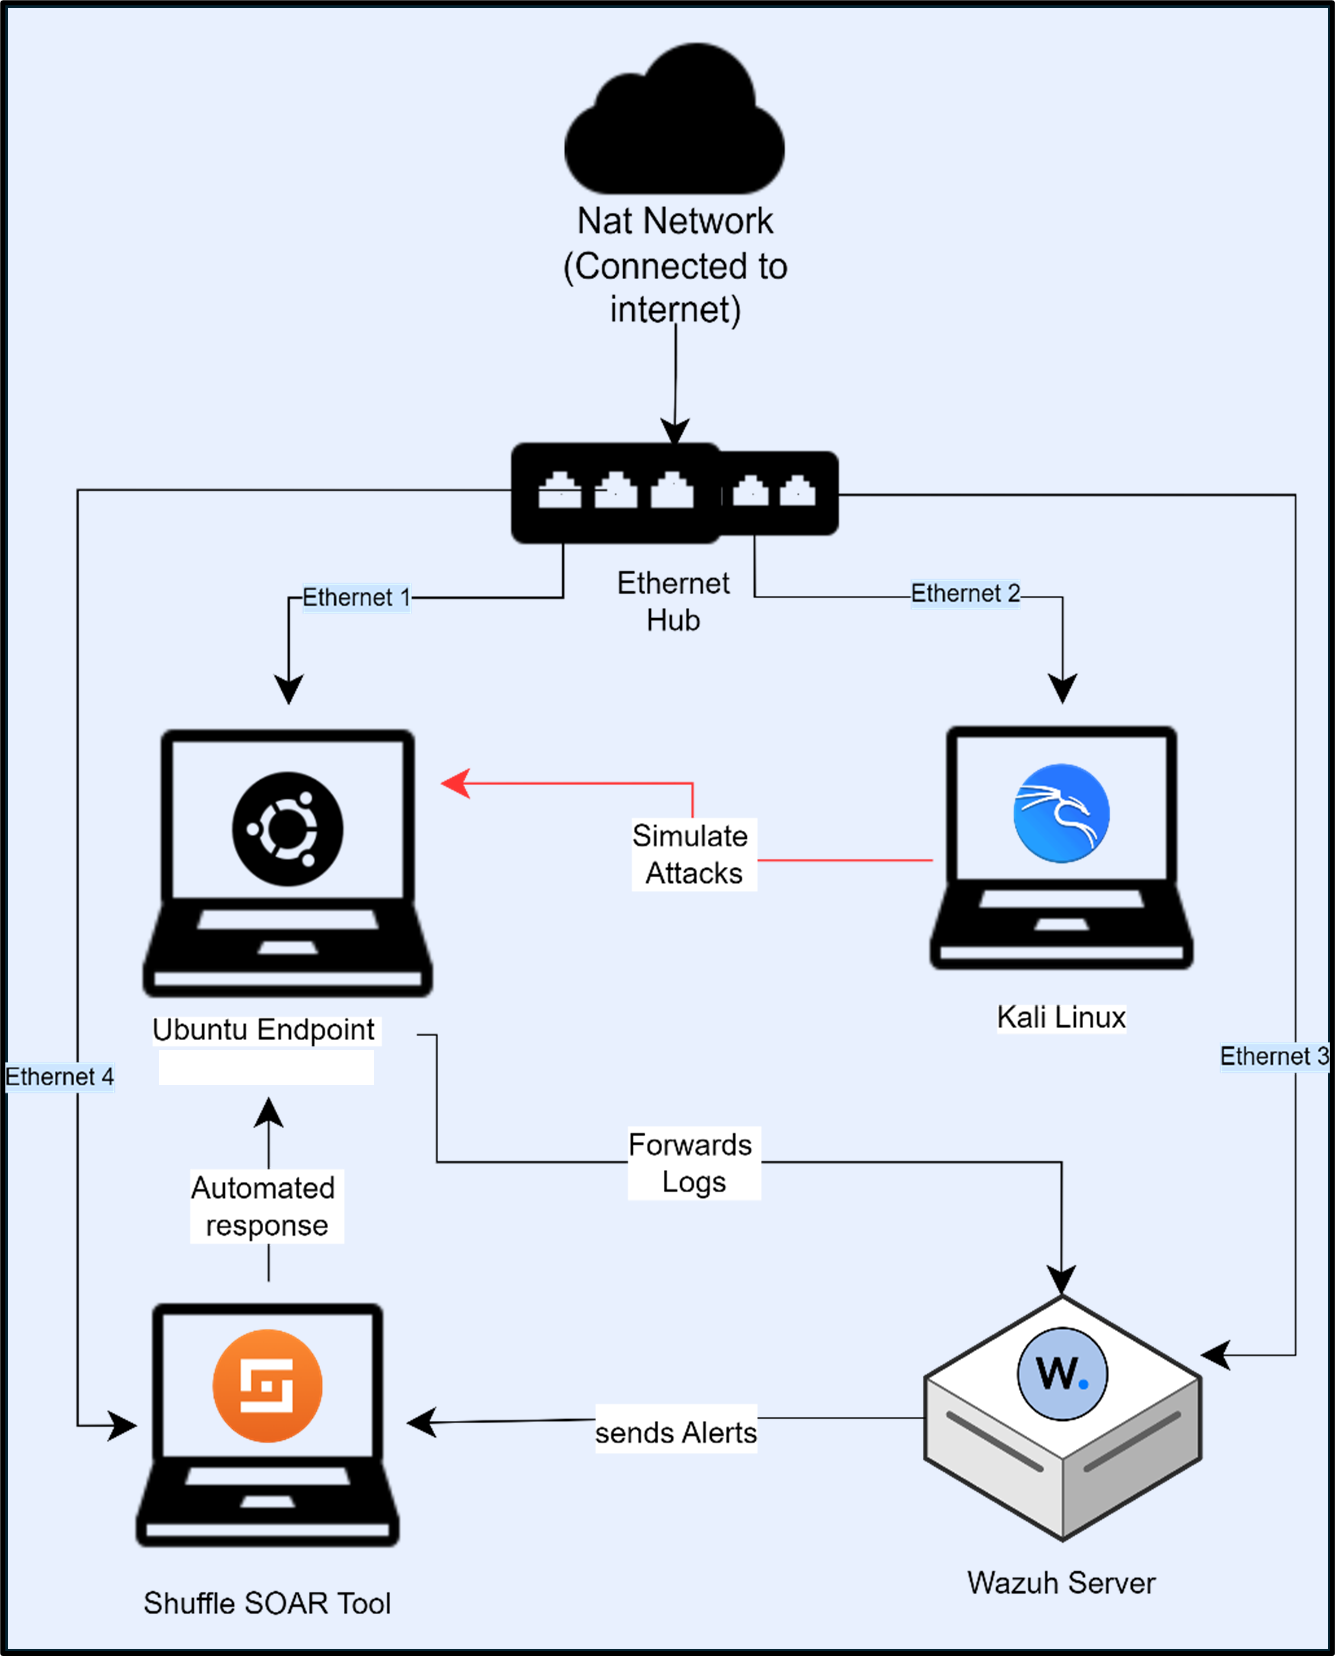 Nat Network
(Connected to
internet)
Ethernet
Hub
Ethernet 1
Ethernet 2
Simulate
Attacks
Ubuntu Endpoint
Kali Linux
Ethernet 4
Ethernet 3
Forwards
Logs
Automated
response
W.
sends Alerts
Shuffle SOAR Tool
Wazuh Server